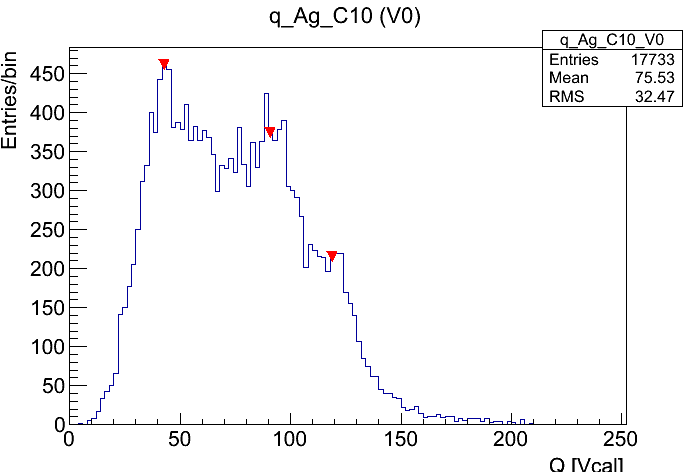 q_Ag_C10 (V0)
q_Ag_C10_V0
Entries 17733
Mean 75.53
RMS 32.47
Entries/bin
450
400
350
300
250
200
150
100
50
0
0 50 100 150 200 250
Q [Vcal]